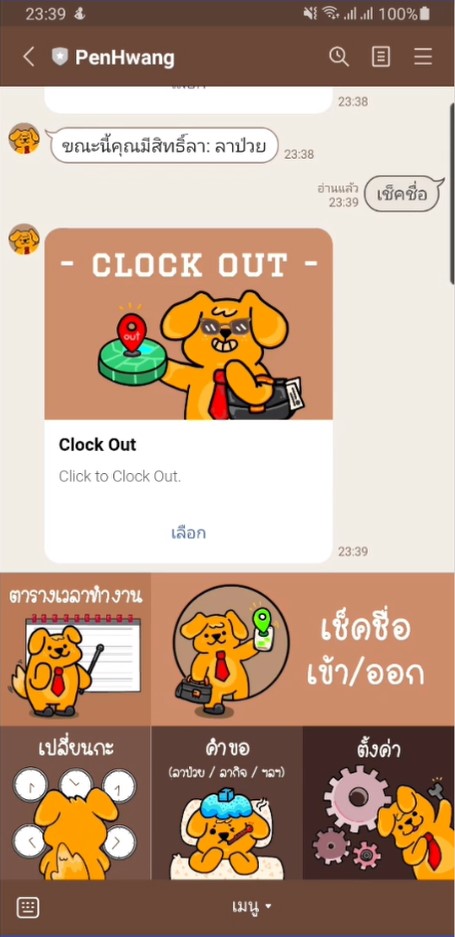 23:39
100%
PenHwang
เลือก
23:38
ขณะนี้คุณมีสิทธิ์ลา: ลาป่วย
23:38
อ่านแล้ว
23:39
เช็คชื่อ
- CLOCK OUT -
out
Clock Out
Click to Clock Out.
เลือก
23:39
ตารางเวลาทำงาน
เช็คชื่อ
เข้า/ออก
เปลี่ยนกะ
คำขอ
(ลาป่วย / ลากิจ / ฯลฯ)
ตั้งค่า
เมนู